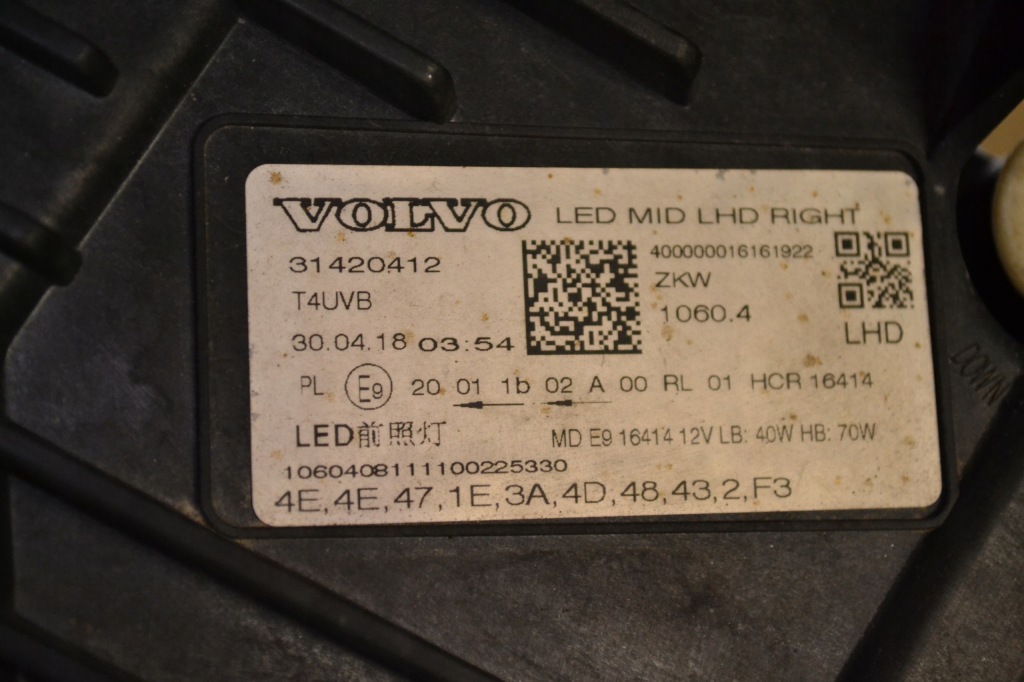 VOLVO LED MID LHD RIGHT
31420412
400000016161922
T4UVB
ZKW
1060.4
30.04.18 03:54
LHD
PL E9 20 01 1b 02 A 00 RL 01 HCR 16414
LED前照灯
MD E9 16414 12V LB: 40W HB: 70W
1060408111100225330
4E,4E,47,1E,3A,4D,48,43,2,F3
DOWN